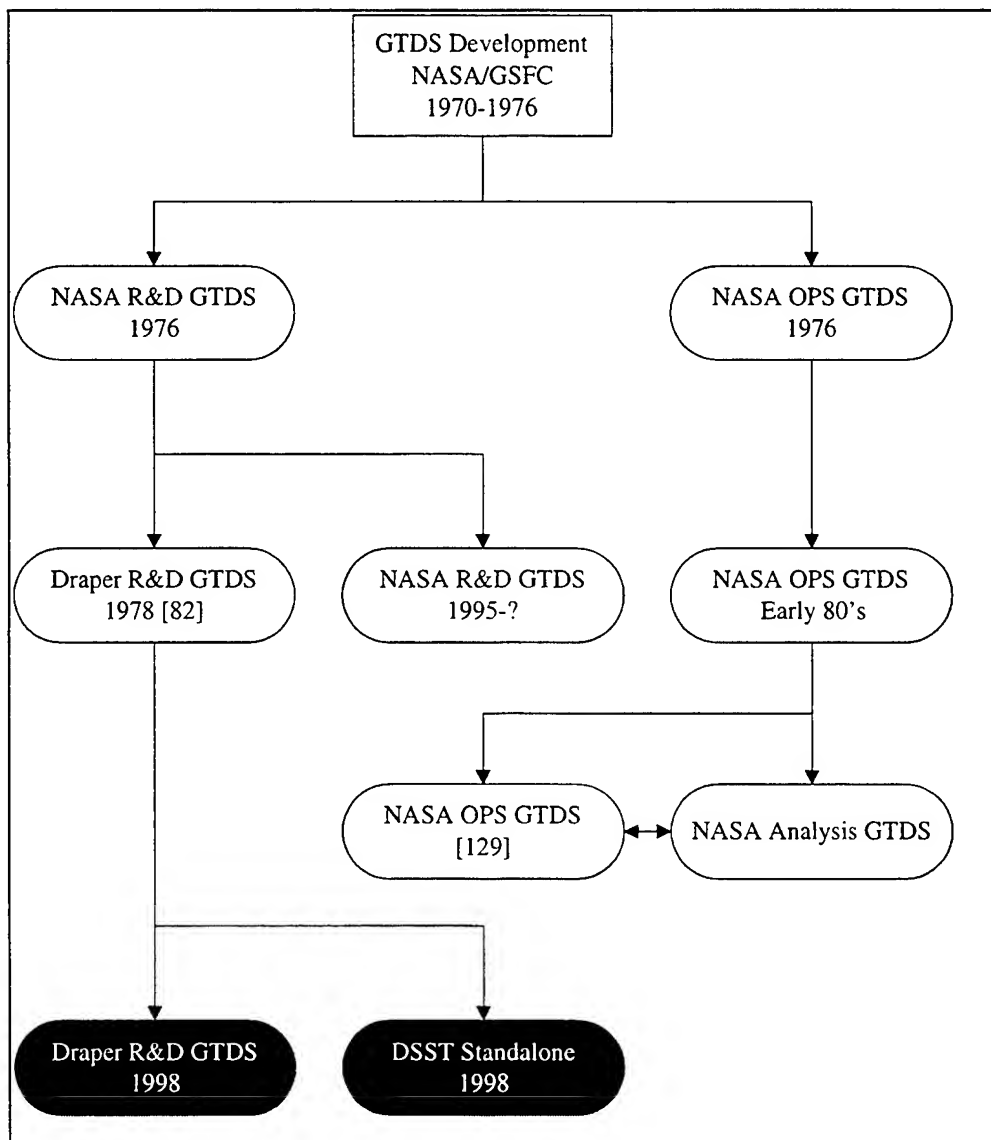 GTDS Development
NASA/GSFC
1970-1976
NASA R&D GTDS
1976
NASA OPS GTDS
1976
Draper R&D GTDS
1978 [82]
NASA R&D GTDS
1995-?
NASA OPS GTDS
Early 80's
NASA OPS GTDS
[129]
NASA Analysis GTDS
Draper R&D GTDS
1998
DSST Standalone
1998